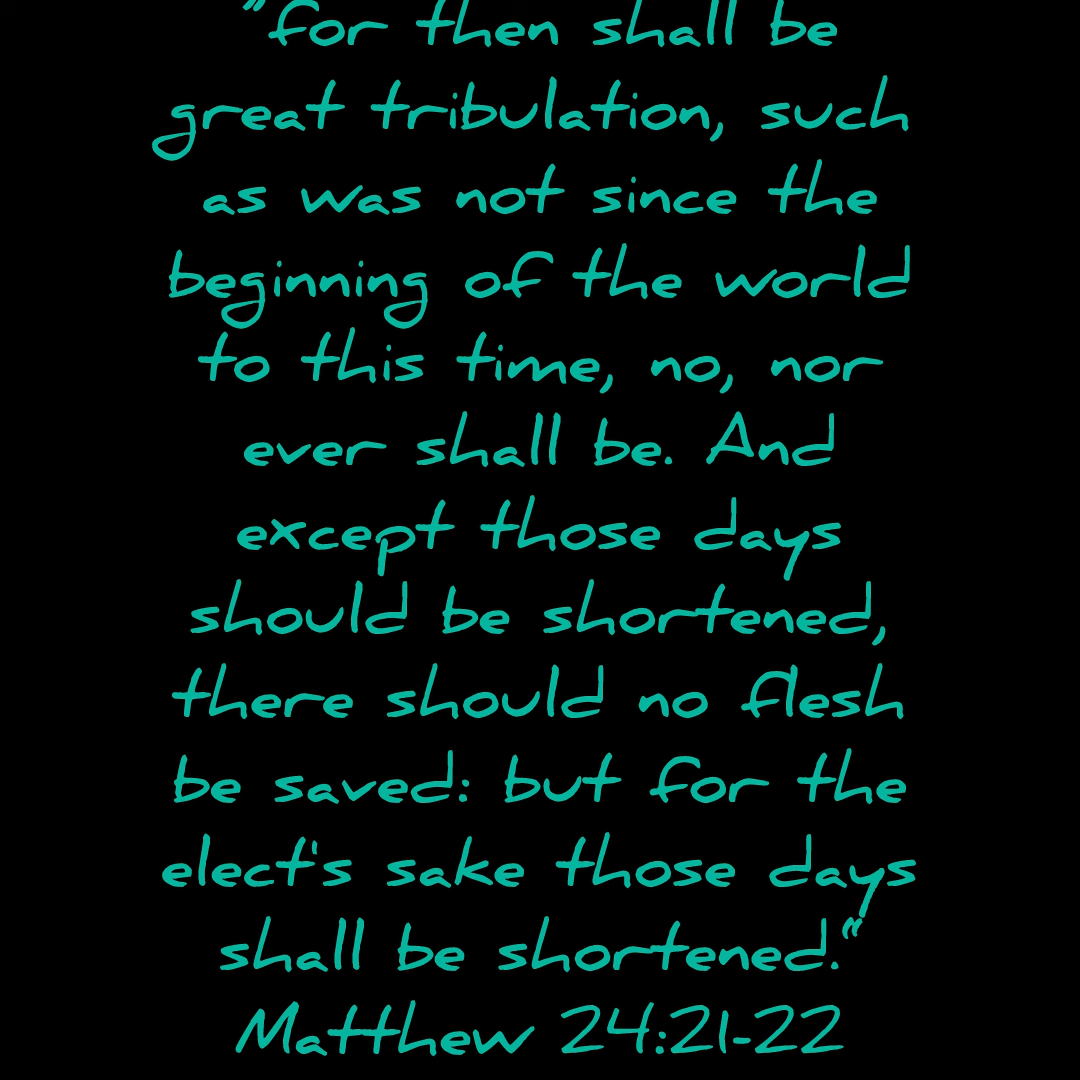 "for then shall be
great tribulation, such
as was not since the
beginning of the world
to this time, no, nor
ever shall be. And
except those days
should be shortened,
there should no flesh
be saved: but for the
elect's sake those days
shall be shortened."
Matthew 24:21-22